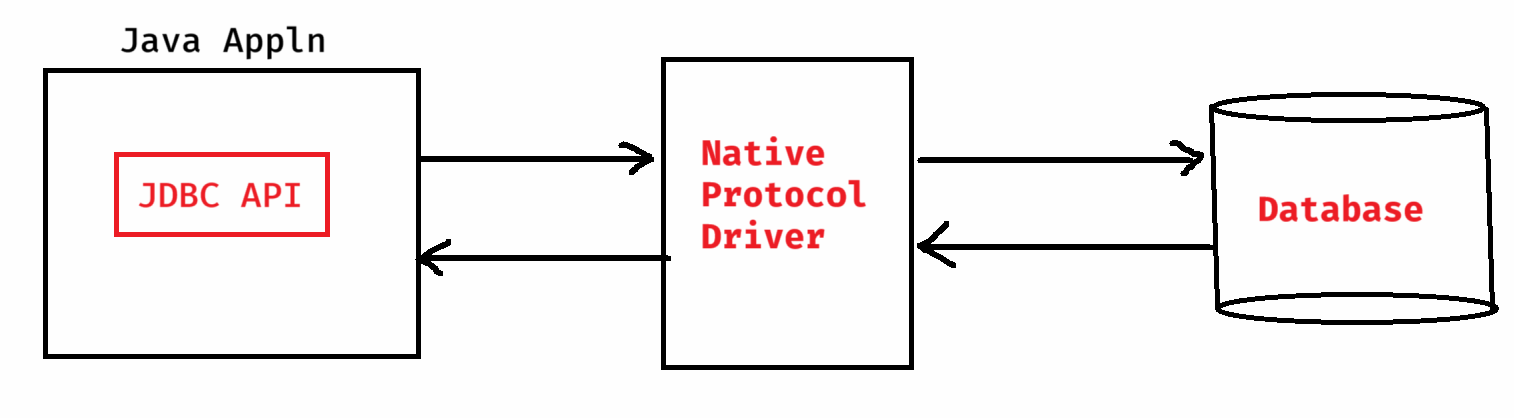 Java Appln
JDBC API
Native
Protocol
Driver
Database